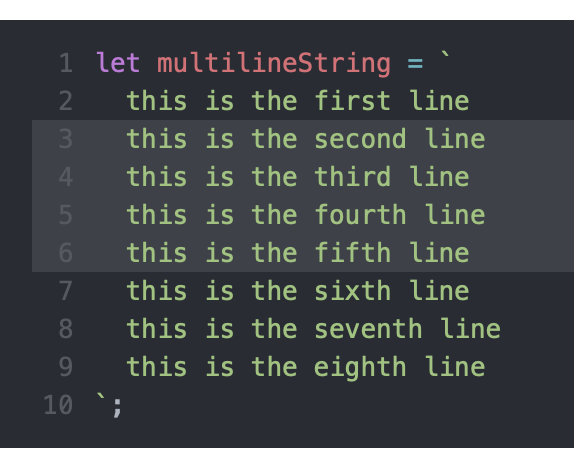 1 let multilineString = `
2   this is the first line
3   this is the second line
4   this is the third line
5   this is the fourth line
6   this is the fifth line
7   this is the sixth line
8   this is the seventh line
9   this is the eighth line
10 `;